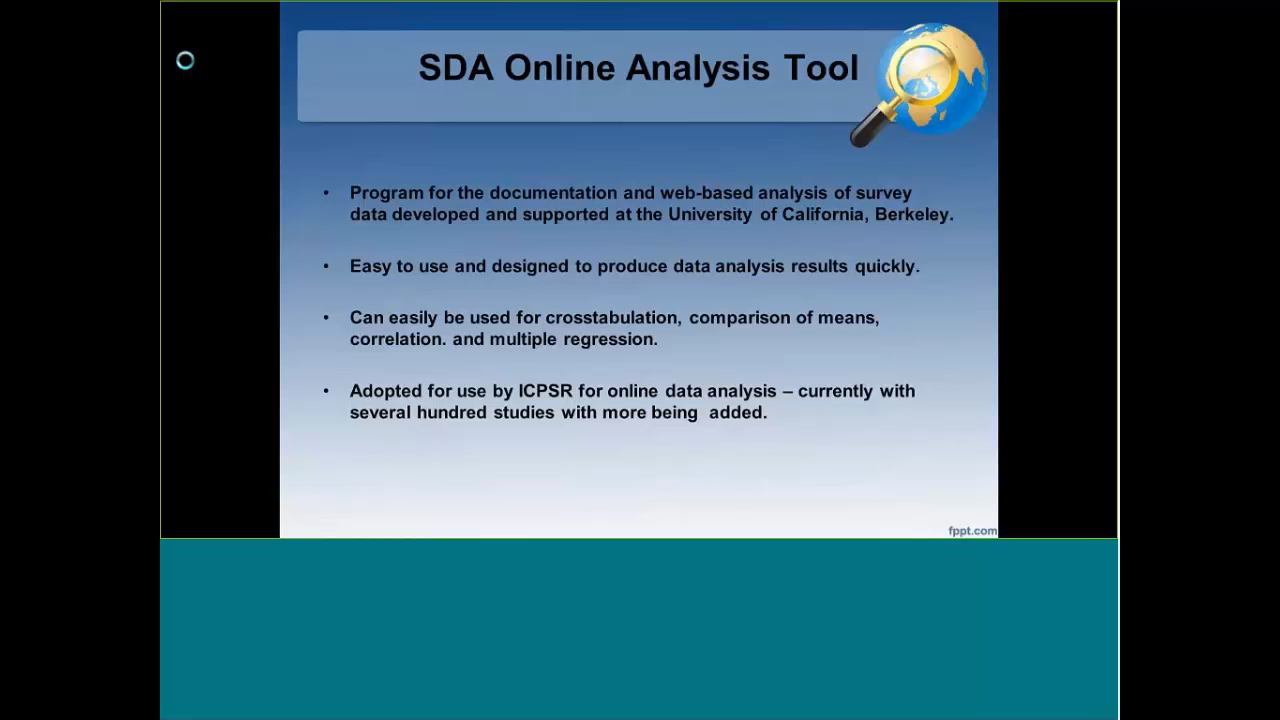 SDA Online Analysis Tool
• Program for the documentation and web-based analysis of survey
data developed and supported at the University of California, Berkeley.
• Easy to use and designed to produce data analysis results quickly.
• Can easily be used for crosstabulation, comparison of means,
correlation. and multiple regression.
• Adopted for use by ICPSR for online data analysis – currently with
several hundred studies with more being  added.
fppt.com